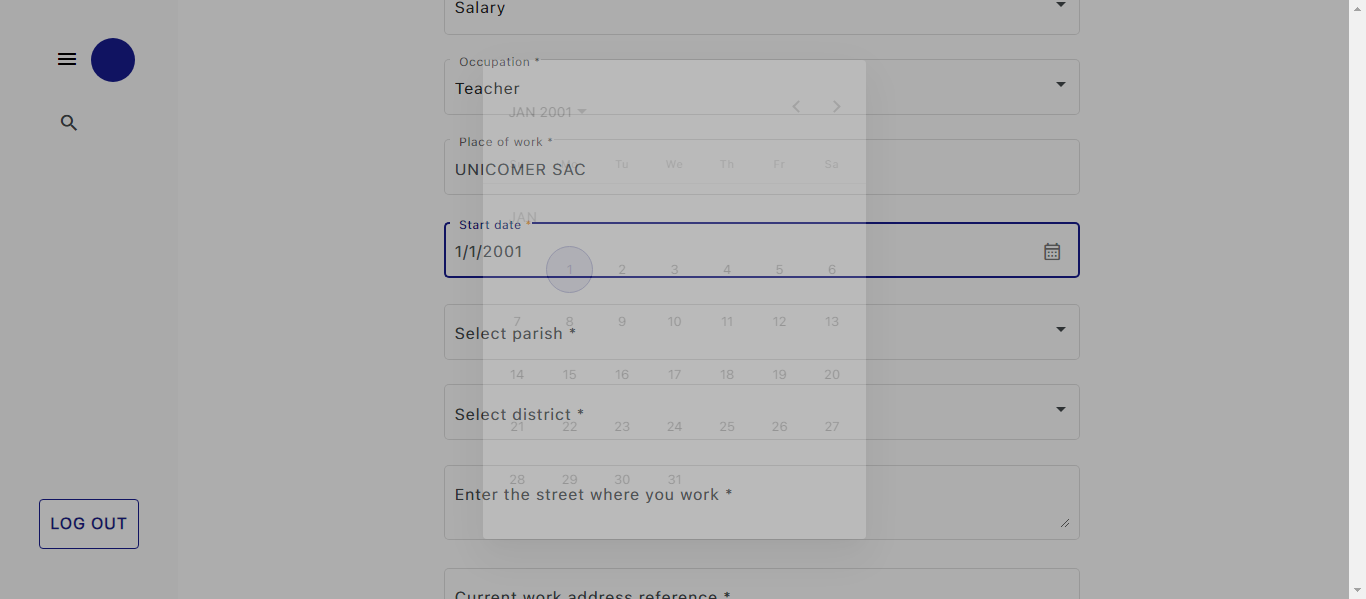 Salary
Occupation *
Teacher
JAN 2001
Place of work *
Tu We Th Fr Sa
UNICOMER SAC
JAN
Start date *
1/1/2001
1 2 3 4 5 6
7 8 9 10 11 12 13
Select parish *
14 15 16 17 18 19 20
Select district *
21 22 23 24 25 26 27
28 29 30 31
Enter the street where you work *
LOG OUT
Current work address reference *